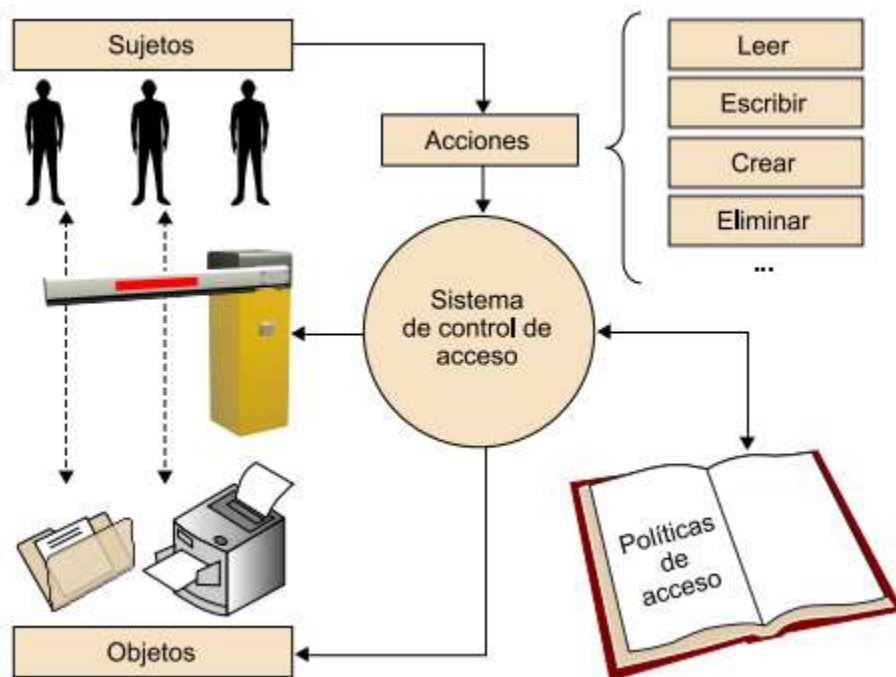 Sujetos
Acciones
Leer
Escribir
Crear
Eliminar
...
Sistema
de control de
acceso
Políticas
de
acceso
Objetos